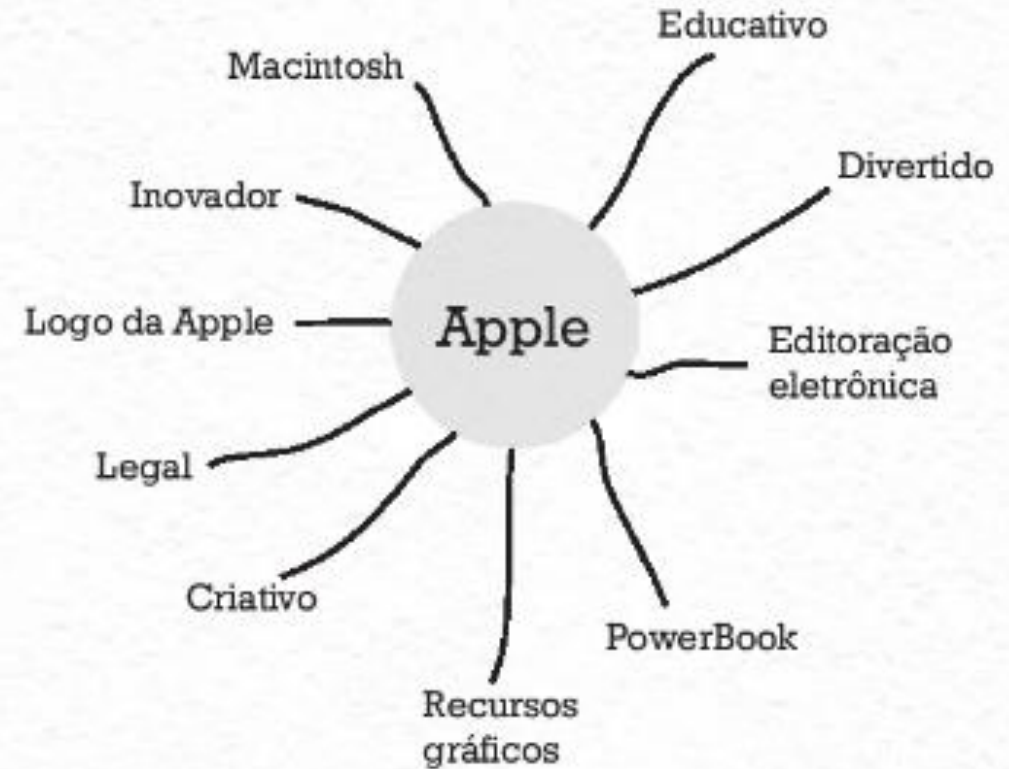 Educativo
Macintosh
Divertido
Inovador
Logo da Apple
Apple
Editoração
eletrônica
Legal
Criativo
PowerBook
Recursos
gráficos